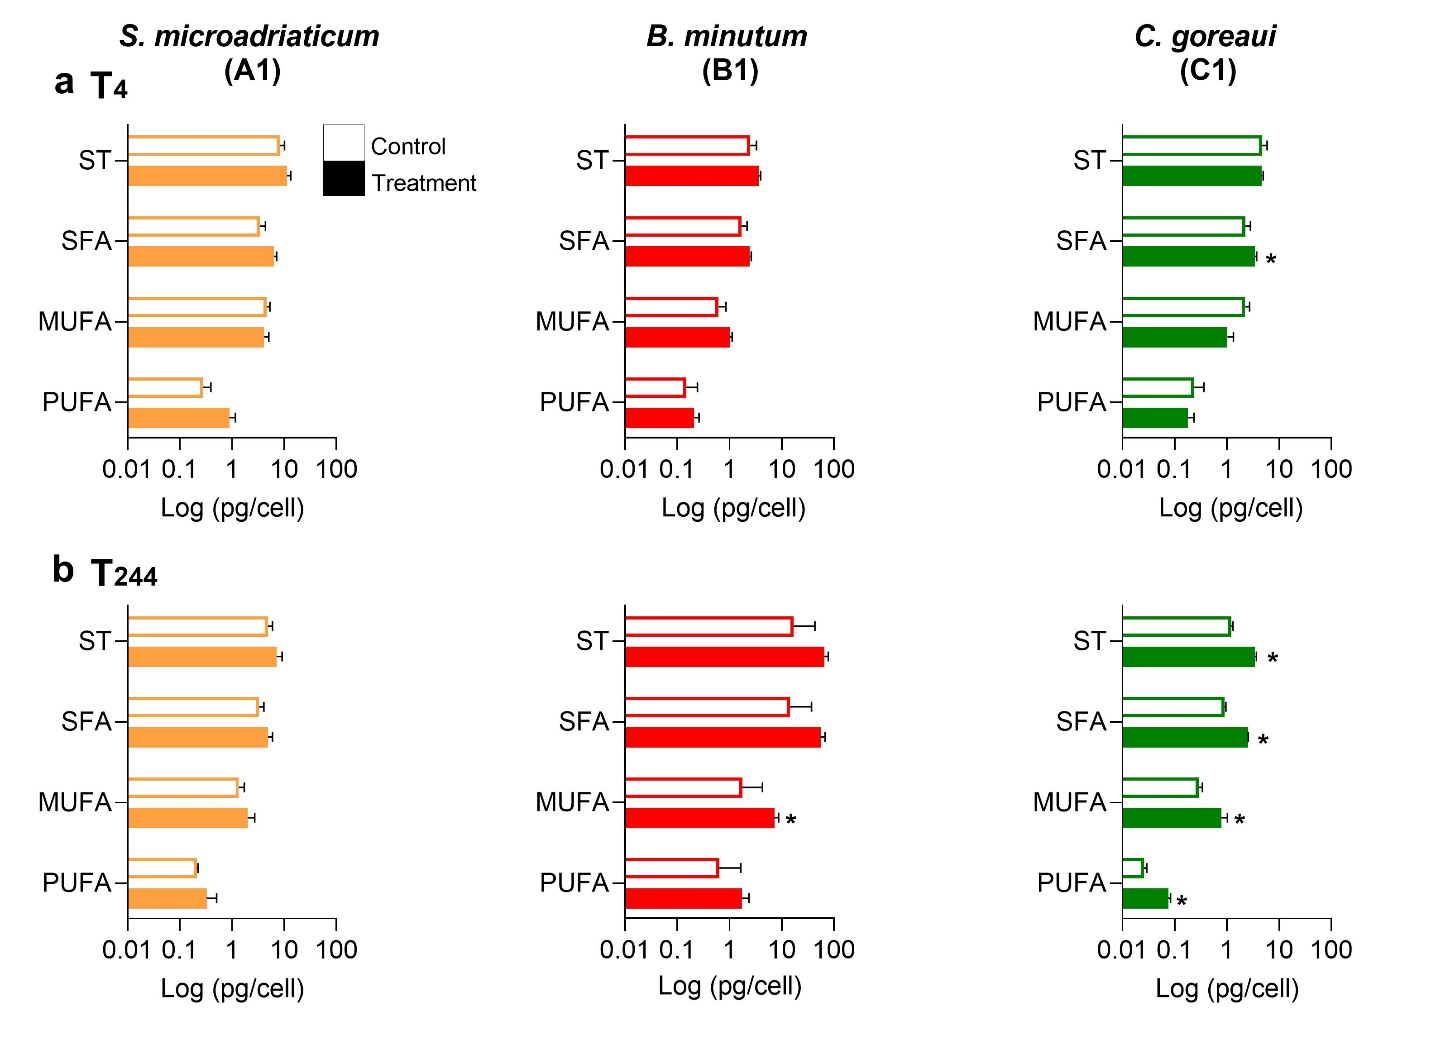 S. microadriaticum
(A1)
B. minutum
(B1)
C. goreaui
(C1)
a T4
Control
Treatment
ST
SFA
MUFA
PUFA
0.01 0.1 1 10 100
Log (pg/cell)
ST
SFA
MUFA
PUFA
0.01 0.1 1 10 100
Log (pg/cell)
ST
SFA
*
MUFA
PUFA
0.01 0.1 1 10 100
Log (pg/cell)
b T244
ST
SFA
MUFA
PUFA
0.01 0.1 1 10 100
Log (pg/cell)
ST
SFA
MUFA
*
PUFA
0.01 0.1 1 10 100
Log (pg/cell)
ST
*
SFA
*
MUFA
*
PUFA
*
0.01 0.1 1 10 100
Log (pg/cell)